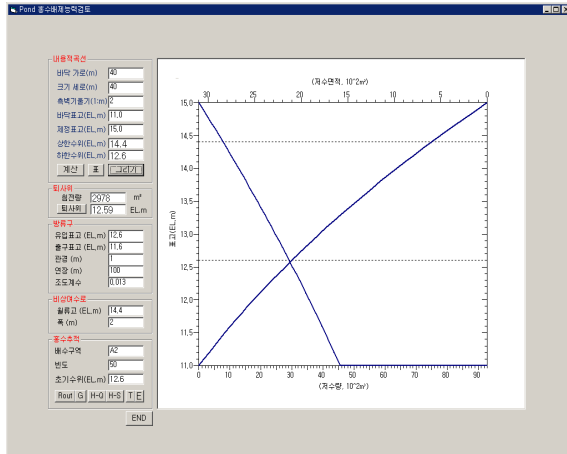 Pond 홍수배제능력검토
내용적곡선
바닥 가로(m) 40
크기 세로(m) 40
측벽기울기(1:m) 2
바닥표고(EL.m) 11.0
제정표고(EL.m) 15.0
상한수위(EL.m) 14.4
하한수위(EL.m) 12.6
계산 표 그리기
퇴사위
침전량 2978 m³
퇴사위 12.59 EL.m
방류구
유입표고 (EL.m) 12.6
출구표고 (EL.m) 11.6
관경 (m) 1
연장 (m) 100
조도계수 0.013
비상여수로
월류고 (EL.m) 14.4
폭 (m) 2
홍수추적
배수구역 A2
빈도 50
초기수위(EL.m) 12.6
Rout G H-Q H-S T E
END
(저수면적, 10^2m²)
30 25 20 15 10 5 0
15.0
14.5
14.0
13.5
13.0
12.5
12.0
11.5
11.0
표고(EL.m)
0 10 20 30 40 50 60 70 80 90
(저수량, 10^2m³)